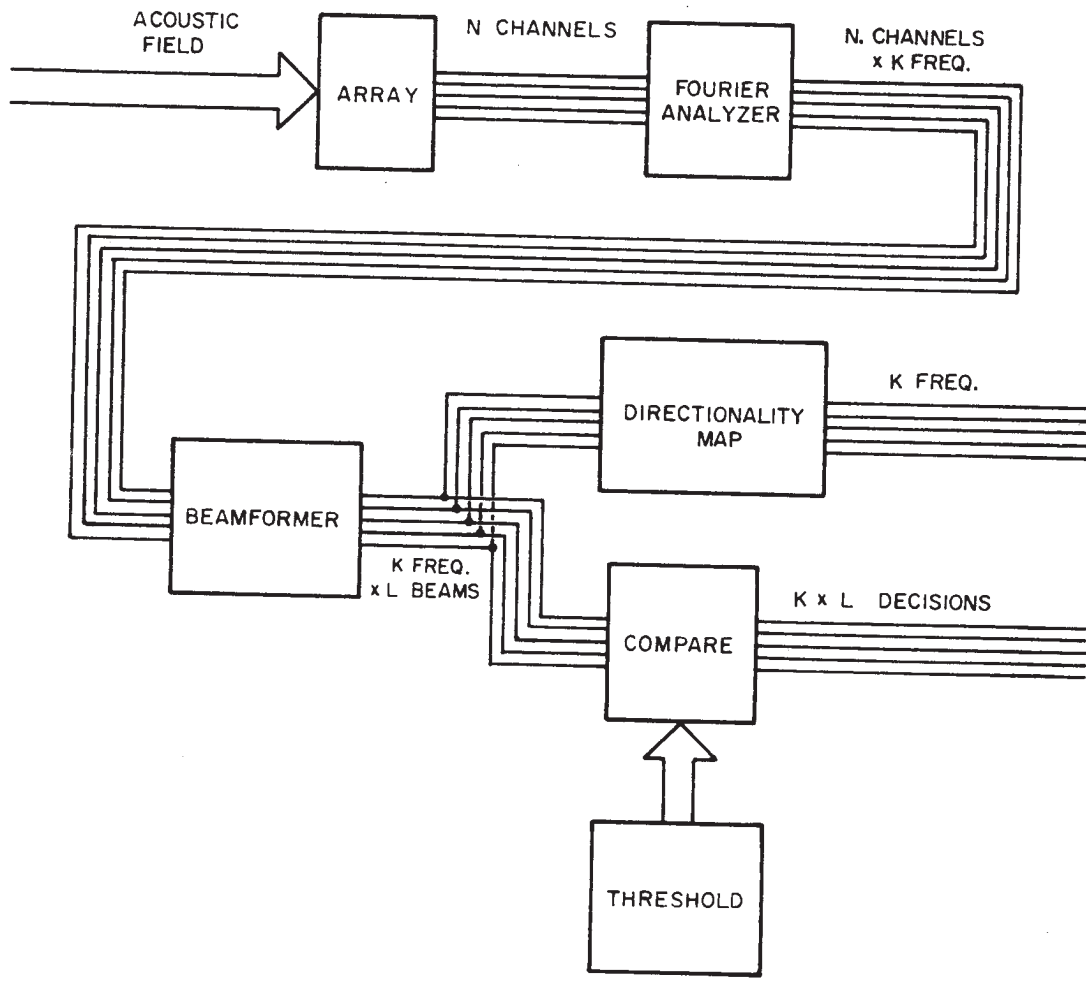 ACOUSTIC
FIELD
N CHANNELS
N. CHANNELS
x K FREQ.
ARRAY
FOURIER
ANALYZER
K FREQ.
DIRECTIONALITY
MAP
BEAMFORMER
K FREQ.
x L BEAMS
K x L DECISIONS
COMPARE
THRESHOLD